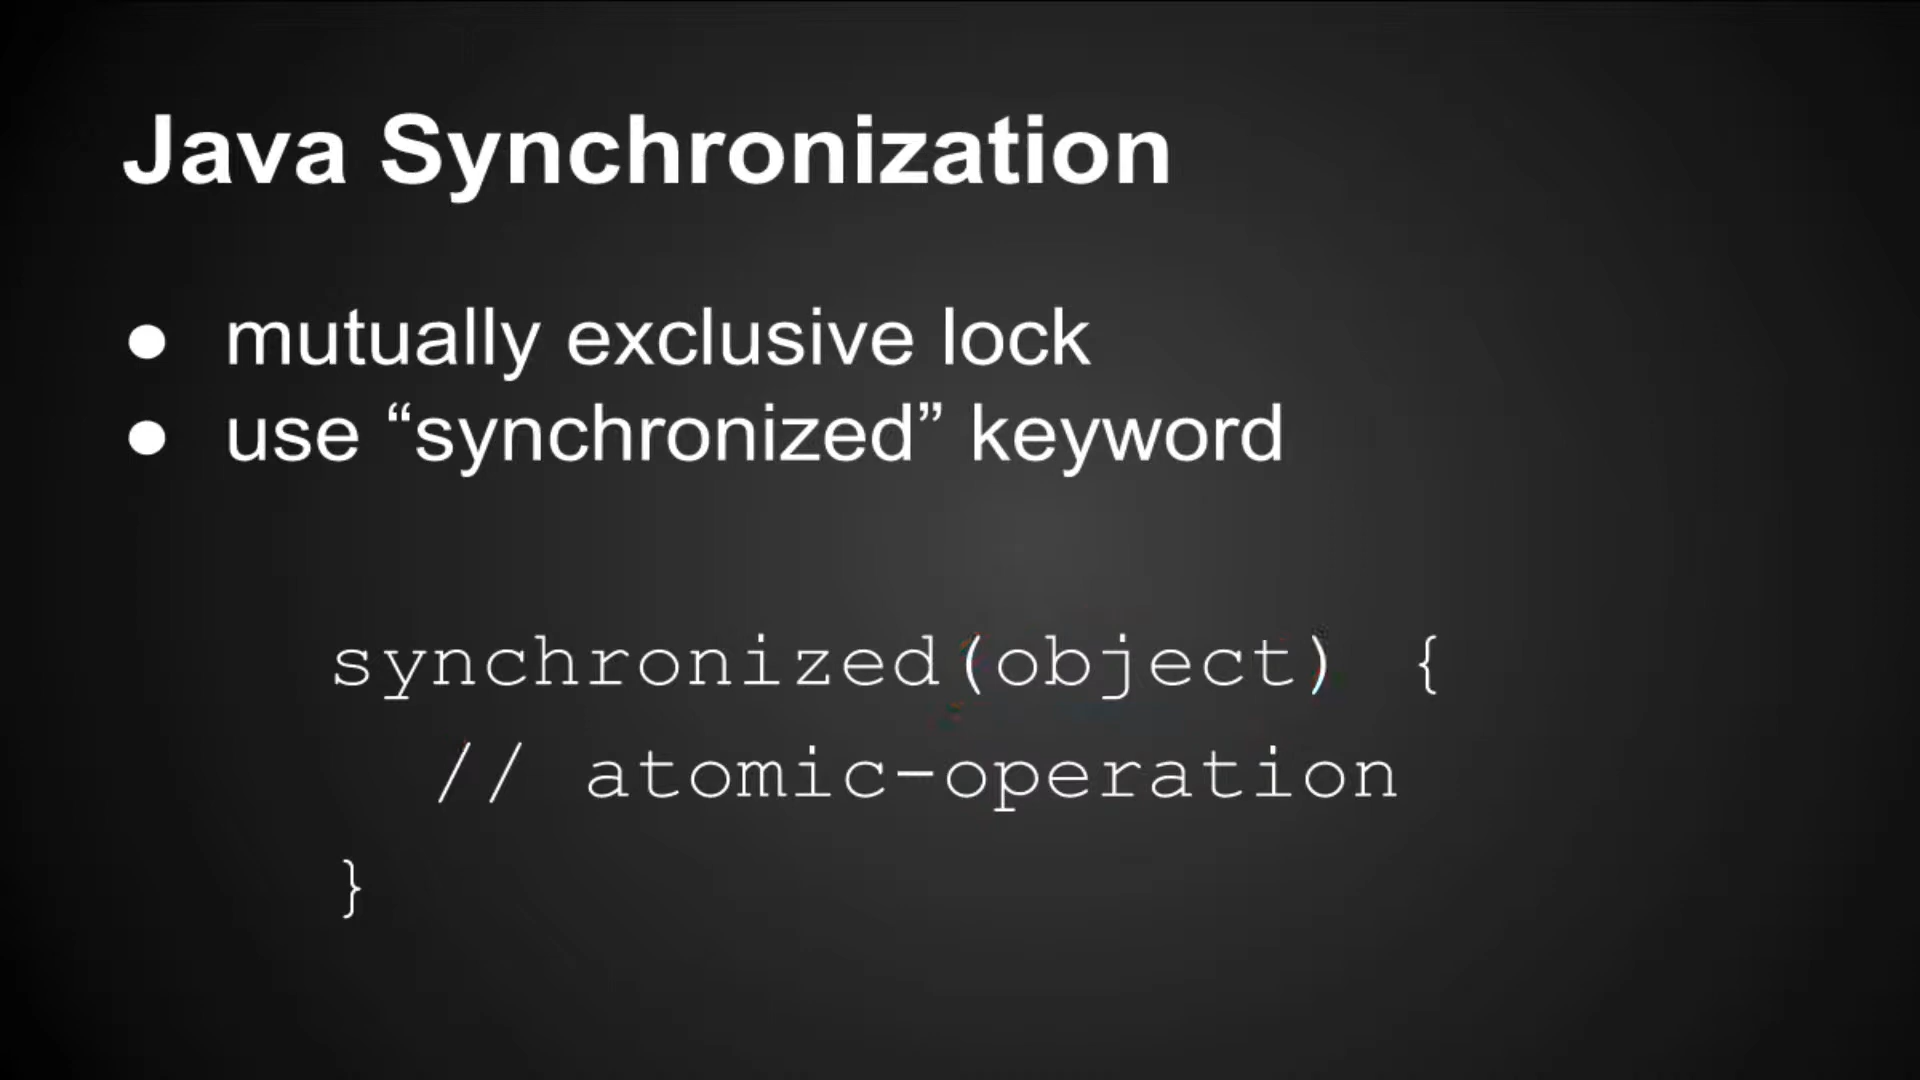 Java Synchronization
● mutually exclusive lock
● use “synchronized” keyword
synchronized(object) {
// atomic-operation
}